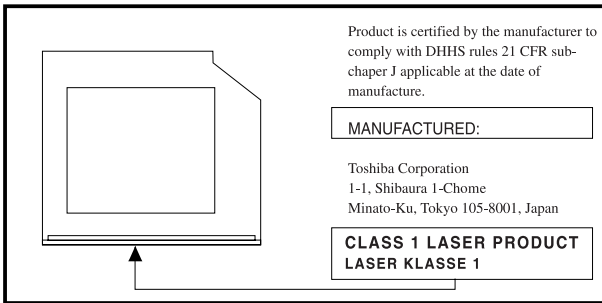 Product is certified by the manufacturer to
comply with DHHS rules 21 CFR sub-
chaper J applicable at the date of
manufacture.
MANUFACTURED:
Toshiba Corporation
1-1, Shibaura 1-Chome
Minato-Ku, Tokyo 105-8001, Japan
CLASS 1 LASER PRODUCT
LASER KLASSE 1